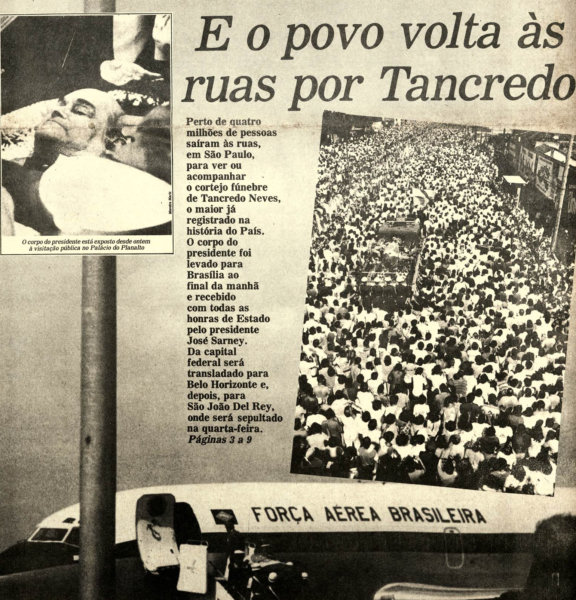 E o povo volta às
ruas por Tancredo
Perto de quatro
milhões de pessoas
saíram às ruas,
em São Paulo,
para ver ou
acompanhar
o cortejo fúnebre
de Tancredo Neves,
o maior já
registrado na
história do País.
O corpo do
presidente foi
levado para
Brasília ao
final da manhã
e recebido
com todas as
honras de Estado
pelo presidente
José Sarney.
Da capital
federal será
transladado para
Belo Horizonte e,
depois, para
São João Del Rey,
onde será sepultado
na quarta-feira.
Páginas 3 a 9
O corpo do presidente está exposto desde ontem
à visitação pública no Palácio do Planalto
FORÇA AÉREA BRASILEIRA